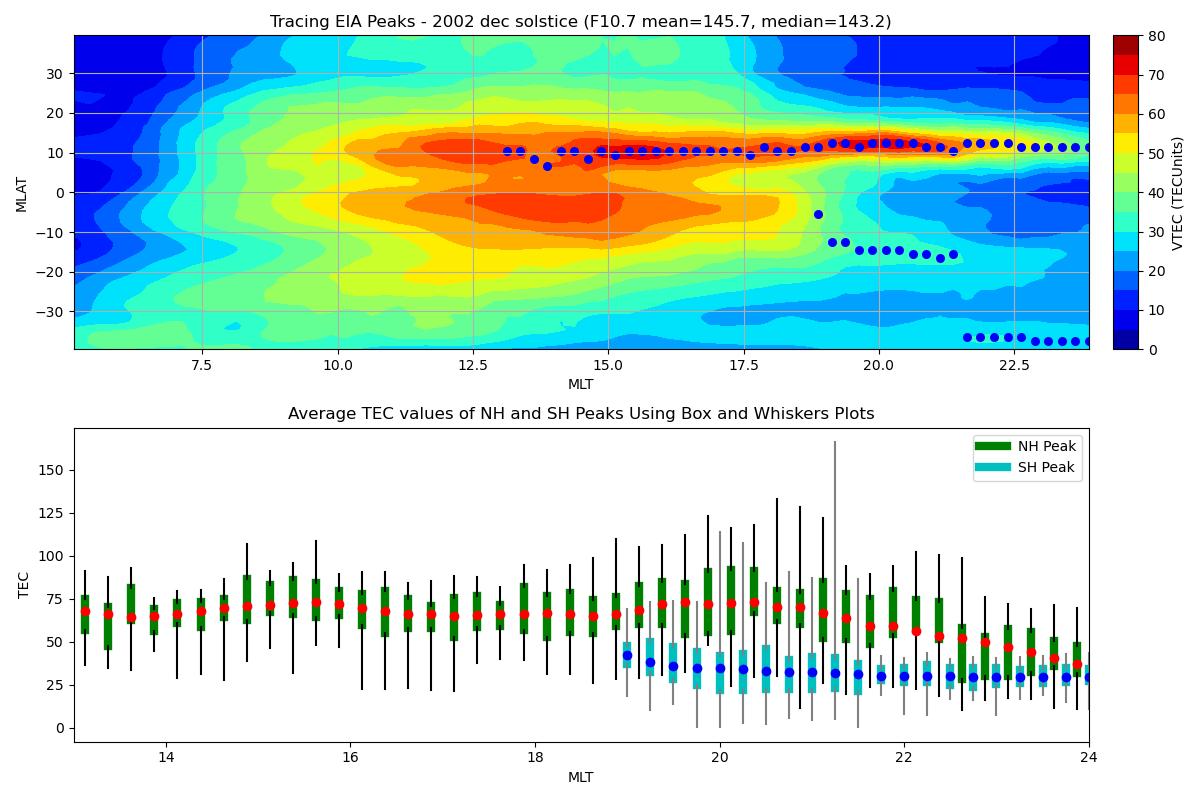 Tracing EIA Peaks - 2002 dec solstice (F10.7 mean=145.7, median=143.2)
MLAT
30
20
10
0
−10
−20
−30
7.5 10.0 12.5 15.0 17.5 20.0 22.5
MLT
80
70
60
50
40
30
20
10
0
VTEC (TECUnits)
Average TEC values of NH and SH Peaks Using Box and Whiskers Plots
NH Peak
SH Peak
TEC
150
125
100
75
50
25
0
14 16 18 20 22 24
MLT